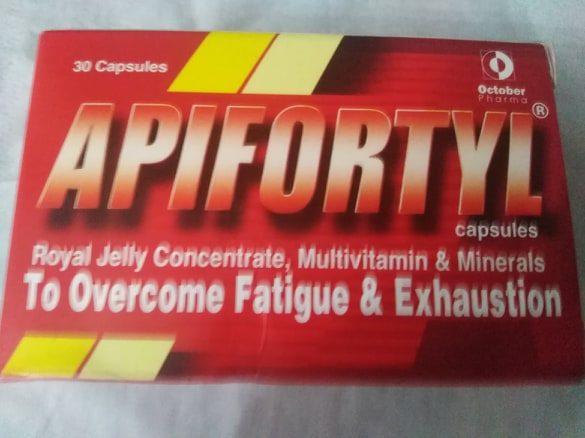 30 Capsules
October
Pharma
APIFORTYL®
capsules
Royal Jelly Concentrate, Multivitamin & Minerals
To Overcome Fatigue & Exhaustion